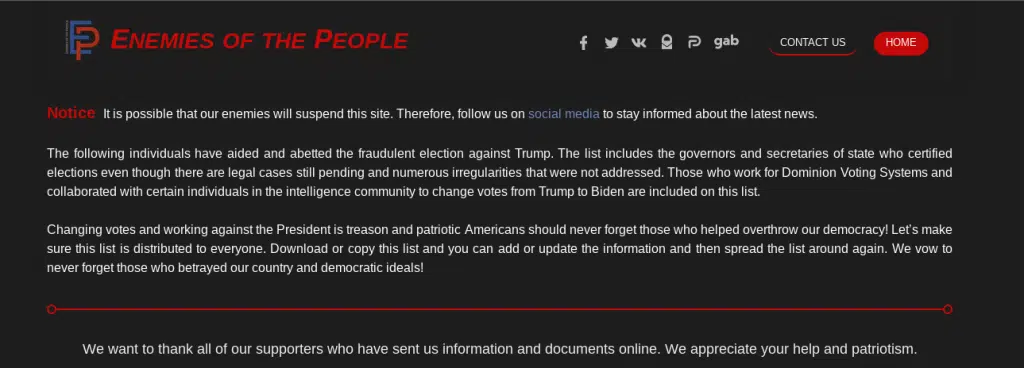 ENEMIES OF THE PEOPLE
gab
CONTACT US
HOME
Notice It is possible that our enemies will suspend this site. Therefore, follow us on social media to stay informed about the latest news.
The following individuals have aided and abetted the fraudulent election against Trump. The list includes the governors and secretaries of state who certified
elections even though there are legal cases still pending and numerous irregularities that were not addressed. Those who work for Dominion Voting Systems and
collaborated with certain individuals in the intelligence community to change votes from Trump to Biden are included on this list.
Changing votes and working against the President is treason and patriotic Americans should never forget those who helped overthrow our democracy! Let's make
sure this list is distributed to everyone. Download or copy this list and you can add or update the information and then spread the list around again. We vow to
never forget those who betrayed our country and democratic ideals!
We want to thank all of our supporters who have sent us information and documents online. We appreciate your help and patriotism.